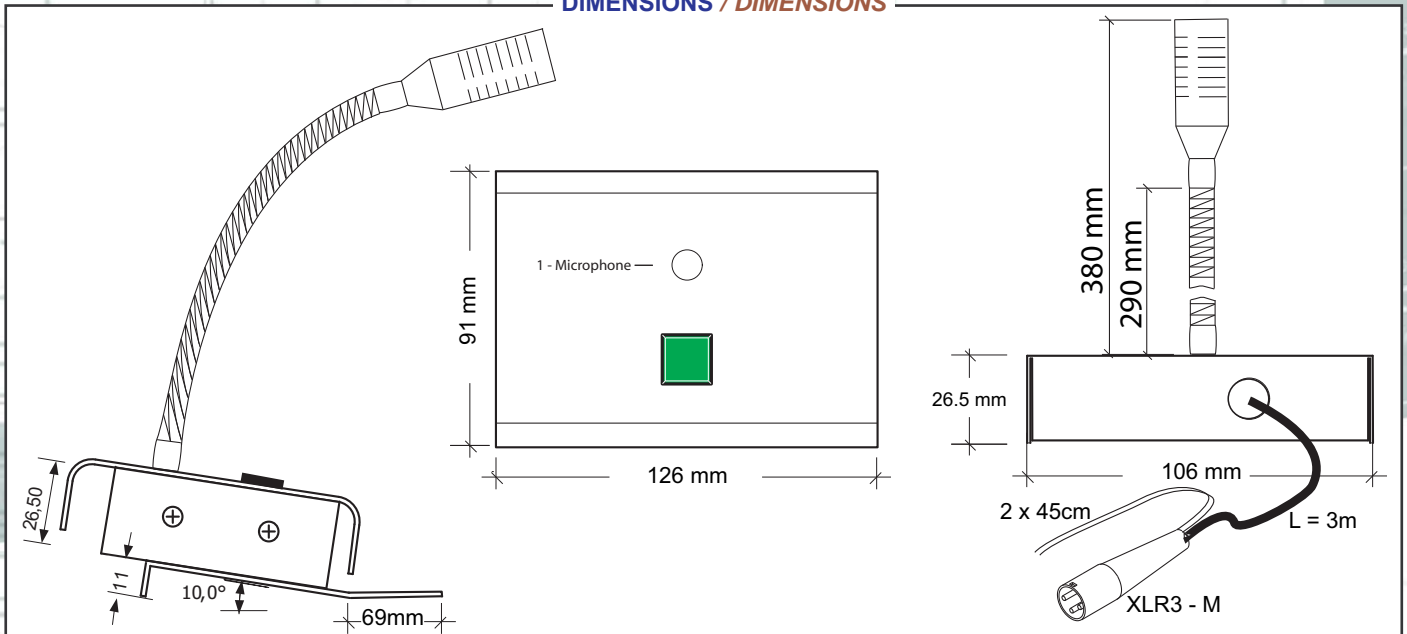 DIMENSIONS / DIMENSIONS
26,50
11
10,0°
69mm
91 mm
1 - Microphone
126 mm
380 mm
290 mm
26.5 mm
106 mm
2 x 45cm
L = 3m
XLR3 - M